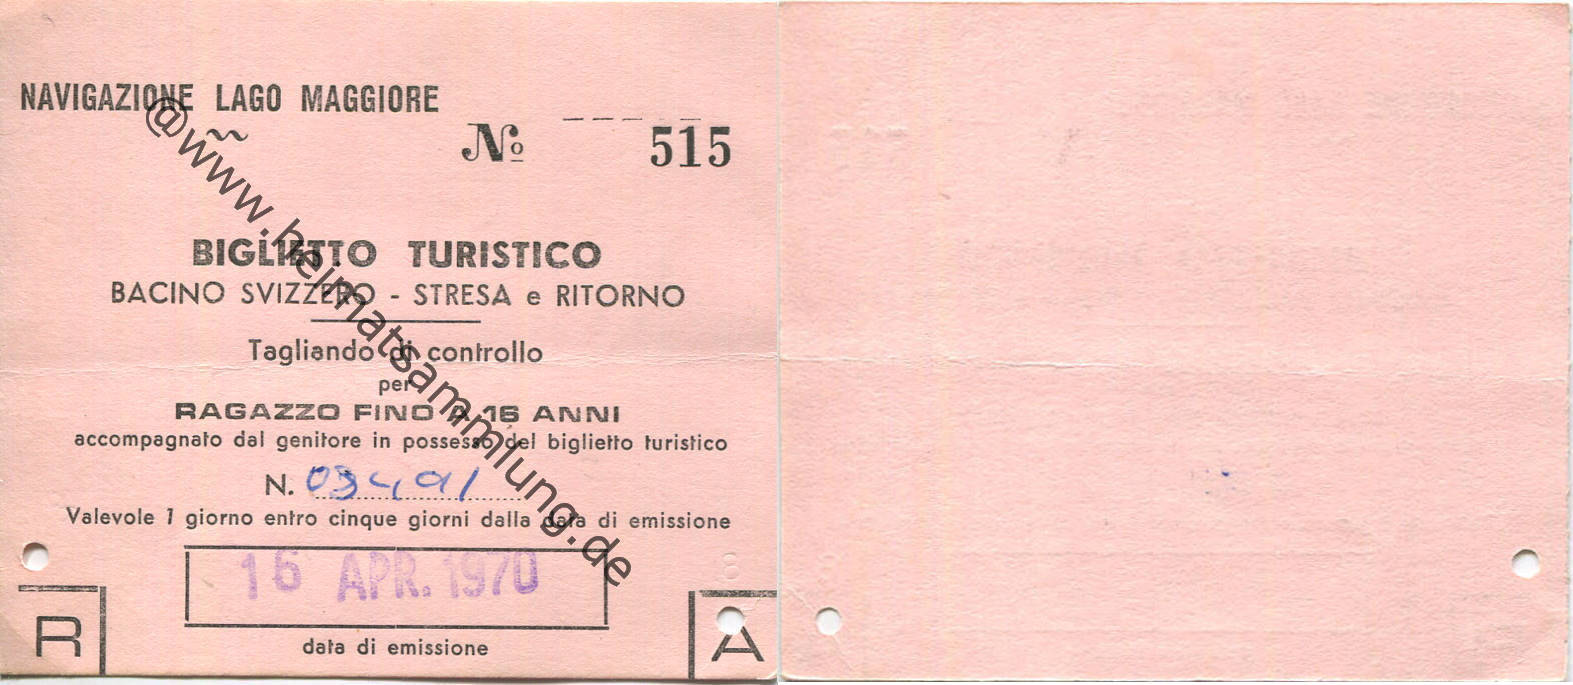 NAVIGAZIONE LAGO MAGGIORE
No 515
BIGLIETTO TURISTICO
BACINO SVIZZERO - STRESA e RITORNO
Tagliando di controllo
per
RAGAZZO FINO A 16 ANNI
accompagnato dal genitore in possesso del biglietto turistico
N. 03491
Valevole 1 giorno entro cinque giorni dalla data di emissione
16 APR. 1970
data di emissione
R
A
@www.heimatsammlung.de